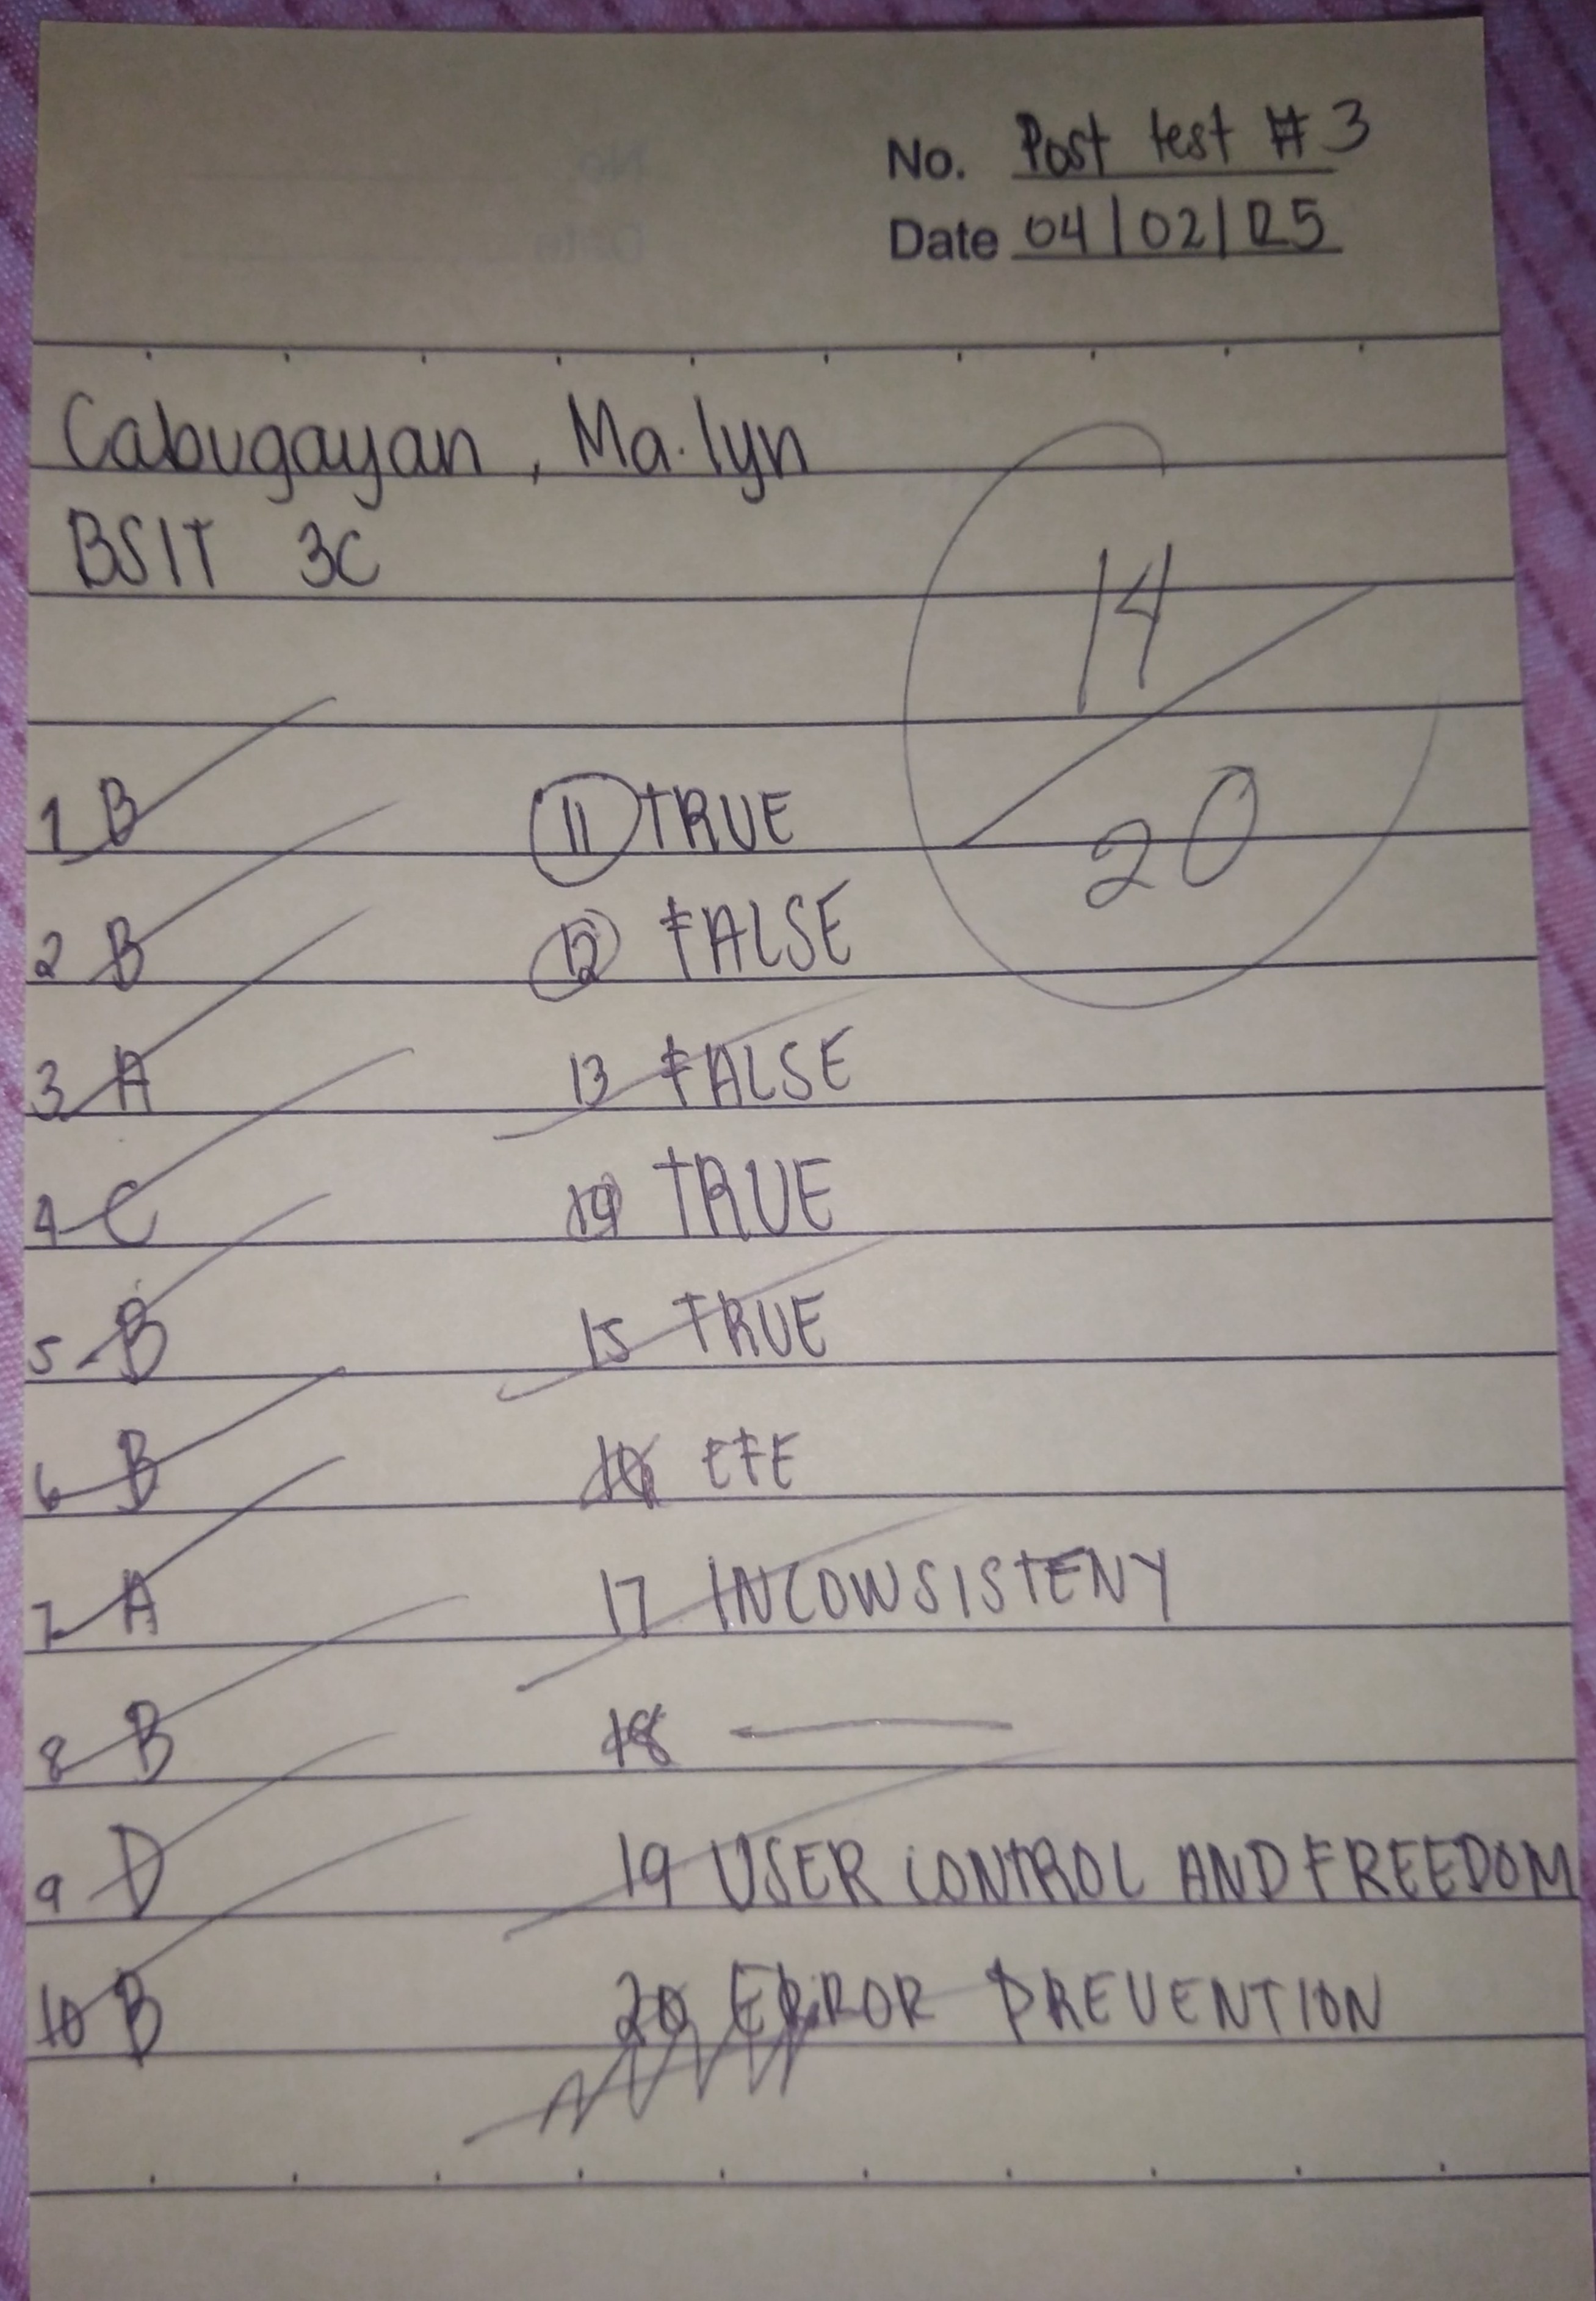 No. Post test # 3
Date 04/02/25
Cabugayan, Ma. lyn
BSIT 3C
14
20
1 B
2 B
3 A
4 C
5 B
6 B
7 A
8 B
9 D
10 B
11 TRUE
12 FALSE
13 FALSE
14 TRUE
15 TRUE
16 EFE
17 INCONSISTENY
18
19 USER CONTROL AND FREEDOM
20 ERROR PREVENTION